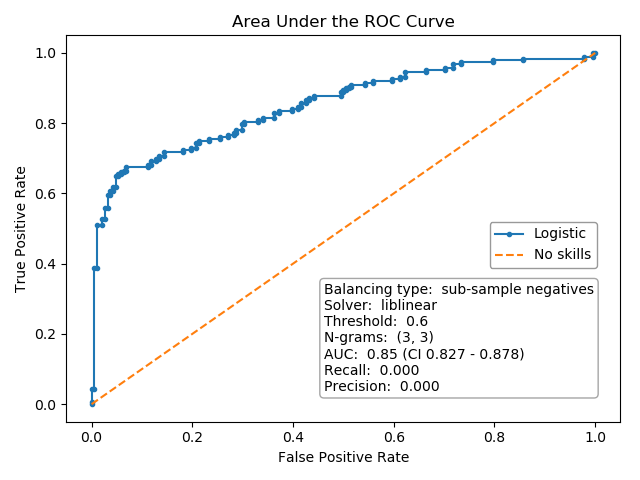 Area Under the ROC Curve
1.0
0.8
0.6
0.4
0.2
0.0
True Positive Rate
Logistic
No skills
Balancing type:  sub-sample negatives
Solver:  liblinear
Threshold:  0.6
N-grams:  (3, 3)
AUC:  0.85 (CI 0.827 - 0.878)
Recall:  0.000
Precision:  0.000
0.0 0.2 0.4 0.6 0.8 1.0
False Positive Rate